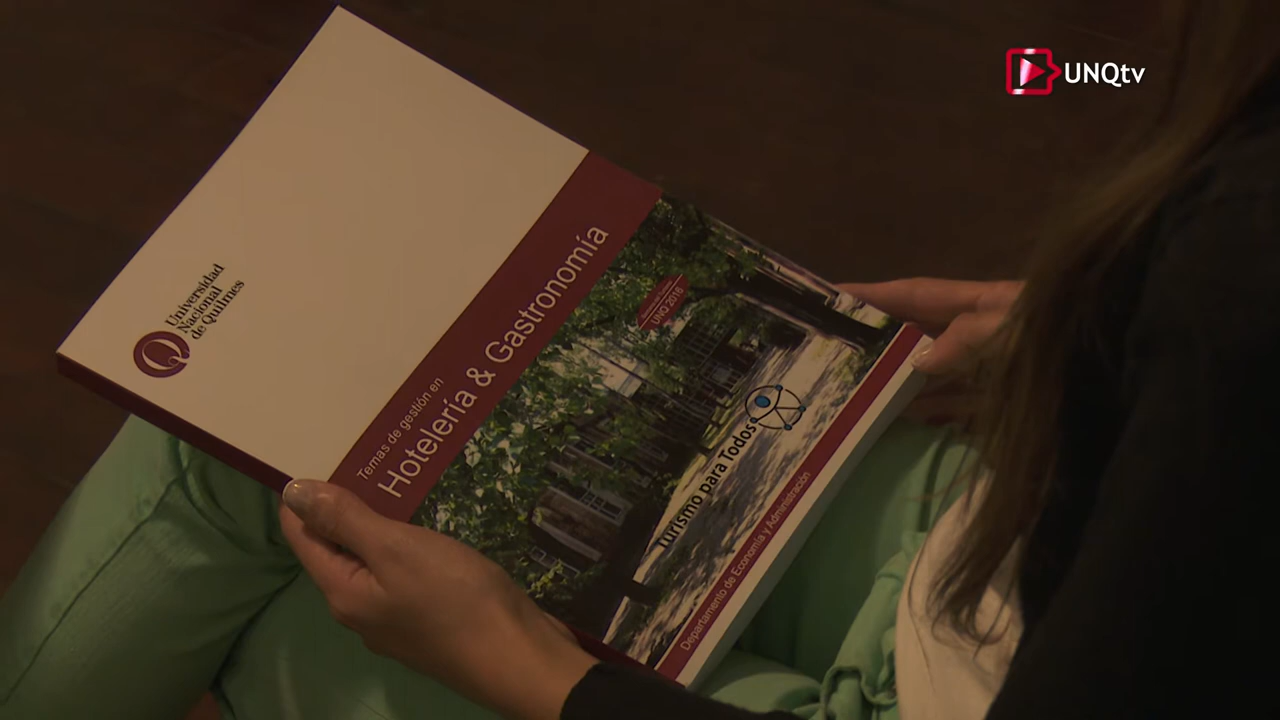 UNQtv
Universidad
Nacional
de Quilmes
Temas de gestión en
Hotelería & Gastronomía
UNQ 2016
Turismo para Todos
Departamento de Economía y Administración